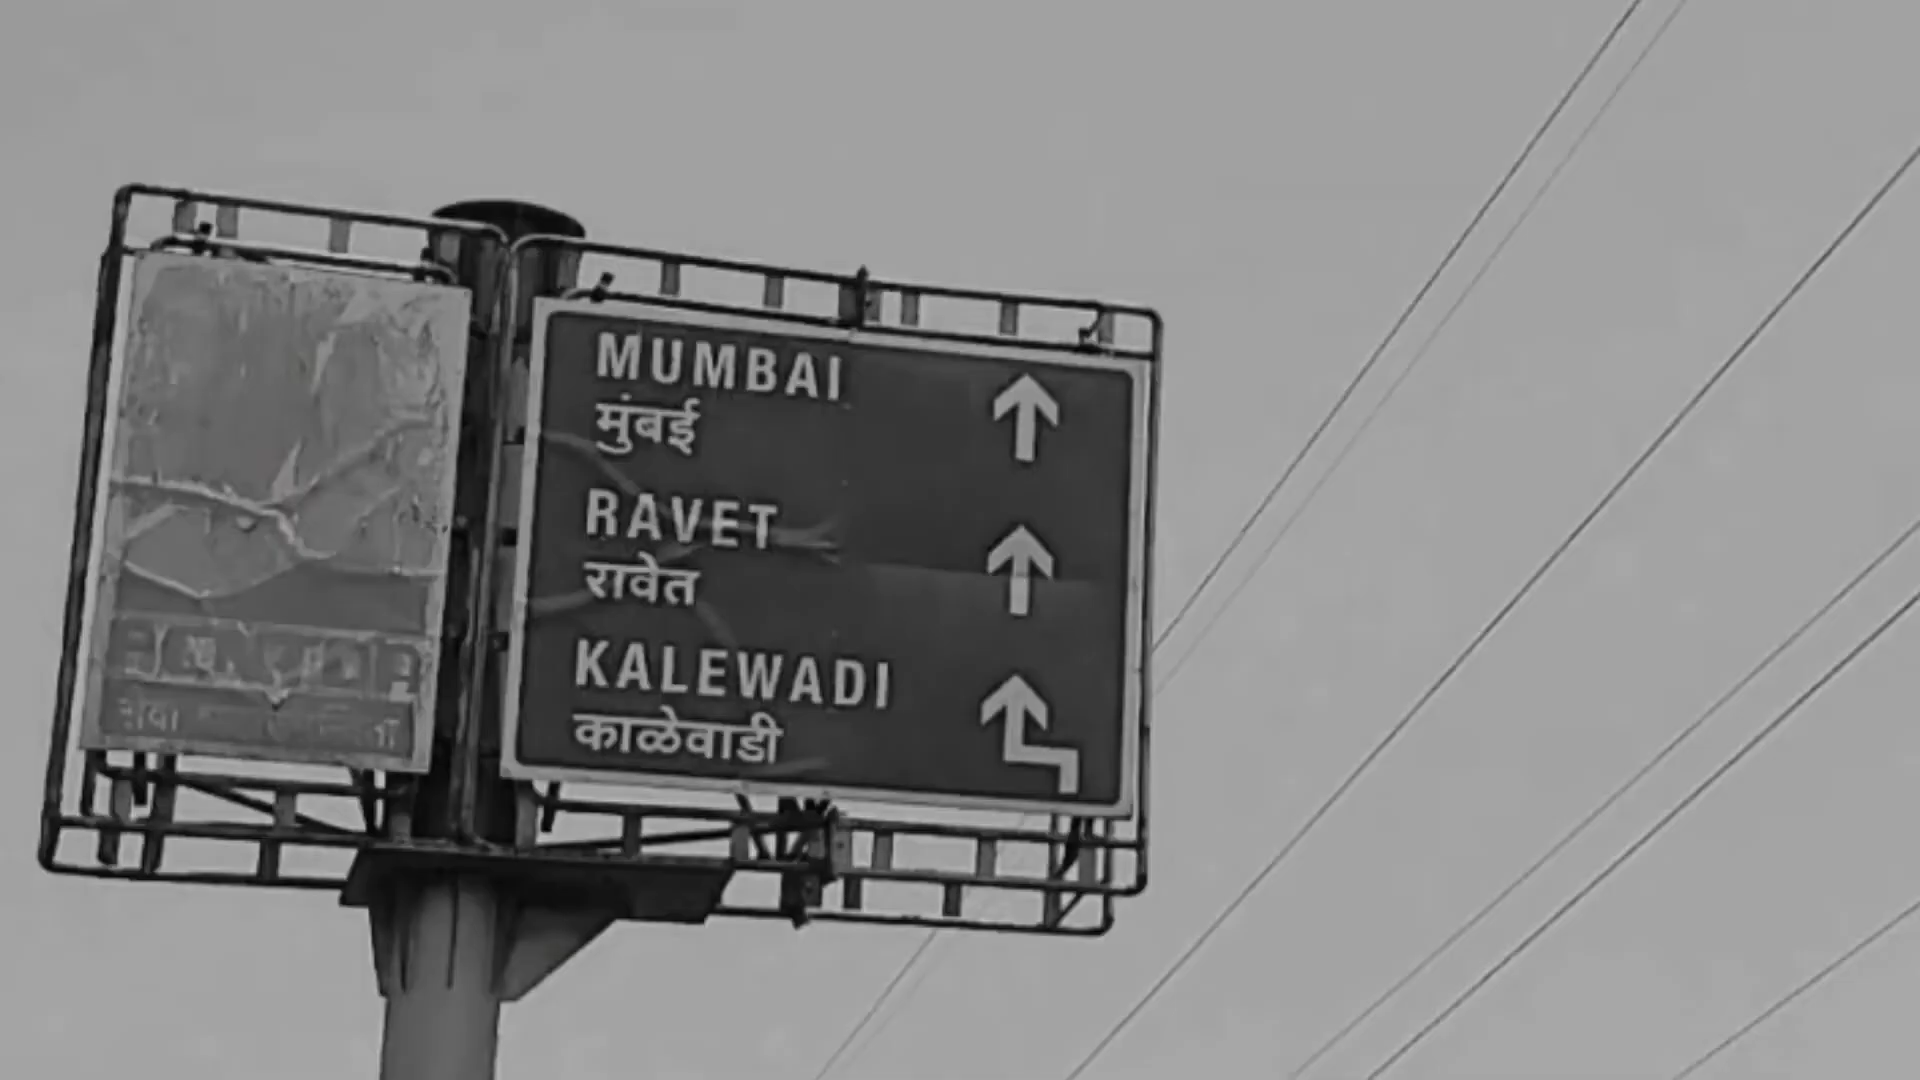 MUMBAI
मुंबई
RAVET
रावेत
KALEWADI
काळेवाडी
सेवा